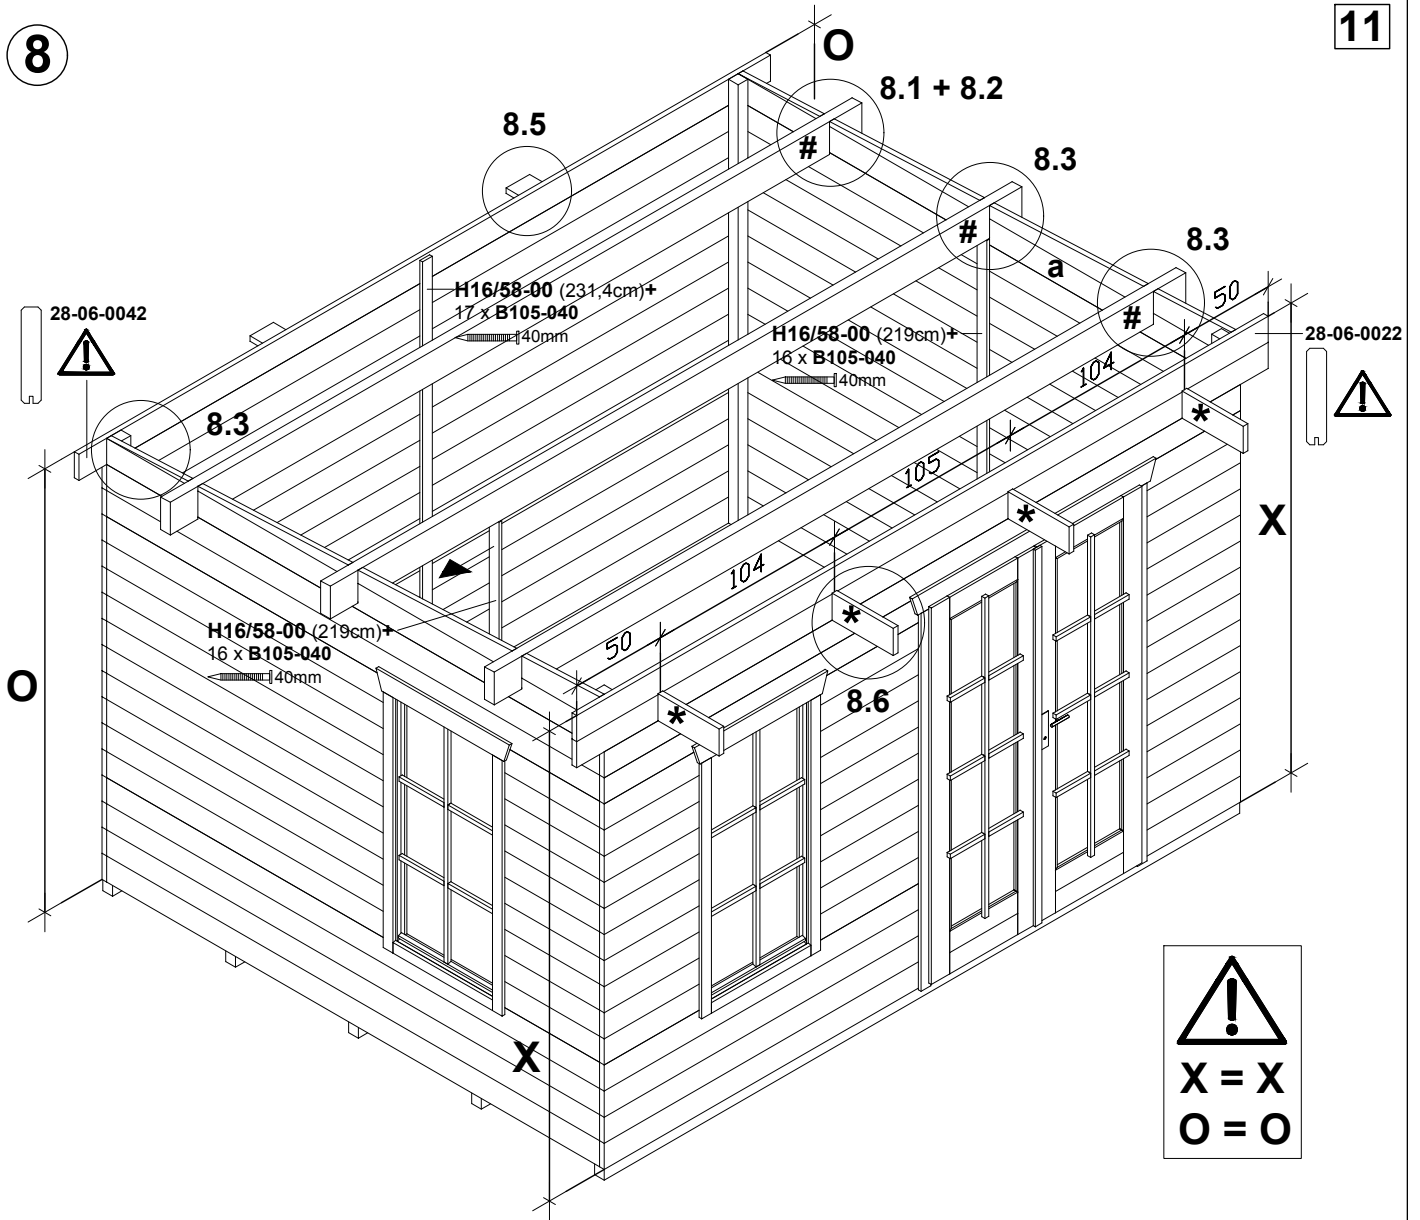 8
11
O
8.1 + 8.2
8.5
8.3
#
#
8.3
a
#
50
H16/58-00 (231,4cm)+
17 x B105-040
40mm
28-06-0042
H16/58-00 (219cm)+
16 x B105-040
40mm
28-06-0022
104
8.3
*
105
*
X
104
*
H16/58-00 (219cm)+
16 x B105-040
40mm
50
O
8.6
*
X
X = X
O = O